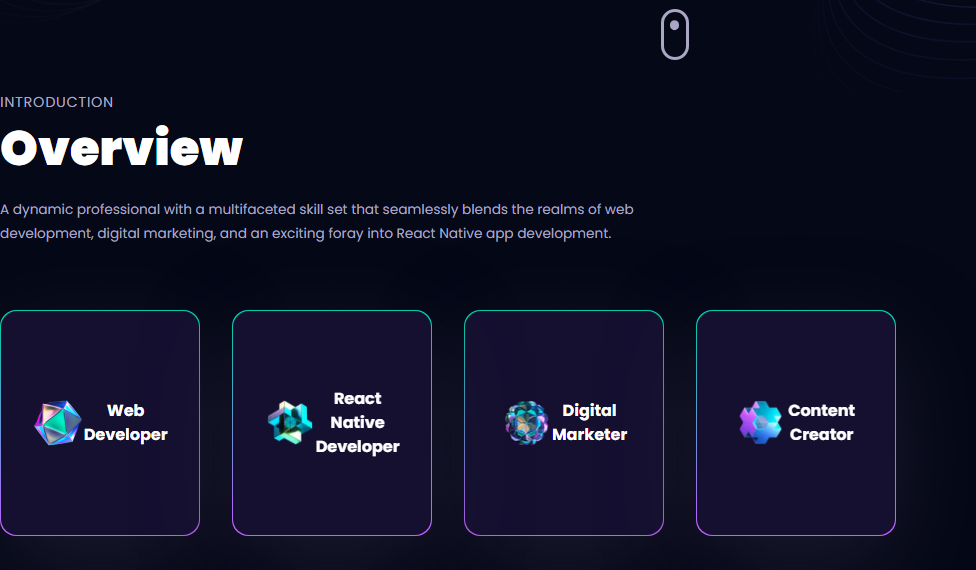 INTRODUCTION
Overview
A dynamic professional with a multifaceted skill set that seamlessly blends the realms of web
development, digital marketing, and an exciting foray into React Native app development.
Web
Developer
React
Native
Developer
Digital
Marketer
Content
Creator